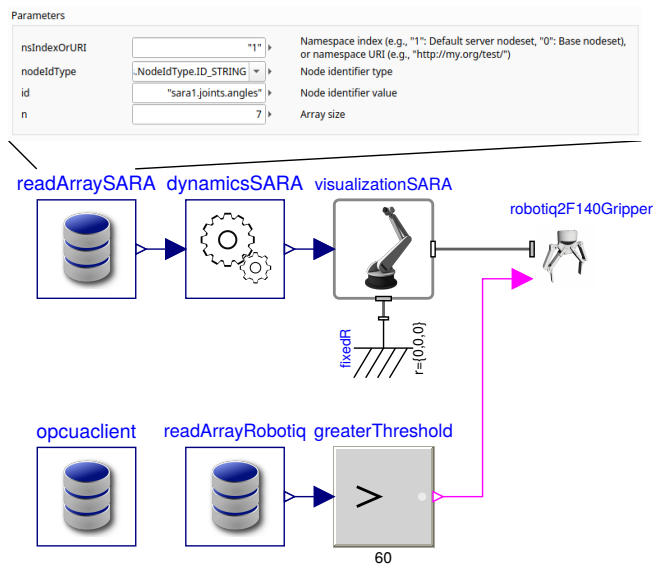 Parameters
nsIndexOrURI "1" Namespace index (e.g., "1": Default server nodeset, "0": Base nodeset),
or namespace URI (e.g., "http://my.org/test/")
nodeIdType .NodeIdType.ID_STRING Node identifier type
id "sara1.joints.angles" Node identifier value
n 7 Array size
readArraySARA dynamicsSARA visualizationSARA
robotiq2F140Gripper
fixedR
r={0,0,0}
opcuaclient readArrayRobotiq greaterThreshold
>
60